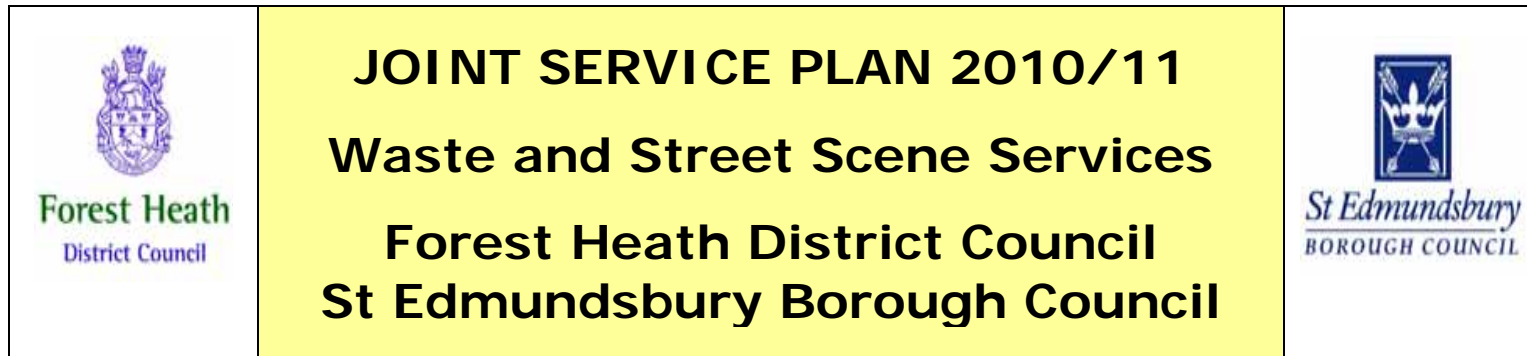 Forest Heath
District Council
JOINT SERVICE PLAN 2010/11
Waste and Street Scene Services
Forest Heath District Council
St Edmundsbury Borough Council
St Edmundsbury
BOROUGH COUNCIL